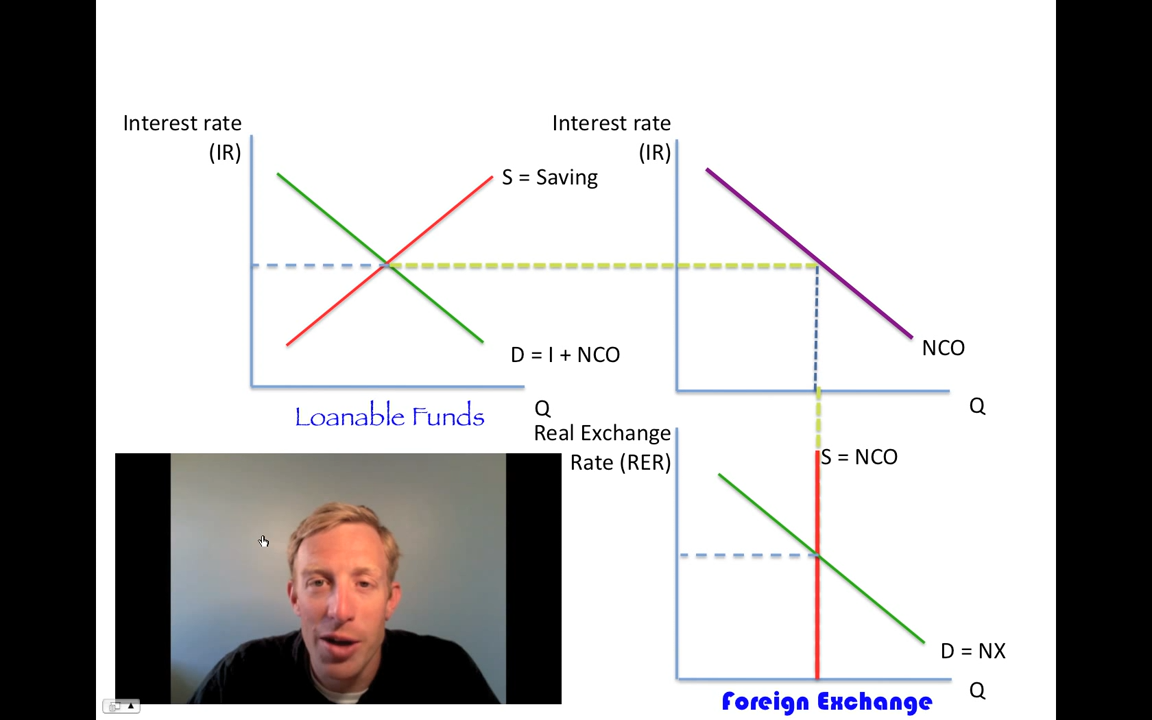 Interest rate
(IR)
S = Saving
D = I + NCO
Q
Loanable Funds
Interest rate
(IR)
NCO
Q
Real Exchange
Rate (RER)
S = NCO
D = NX
Q
Foreign Exchange